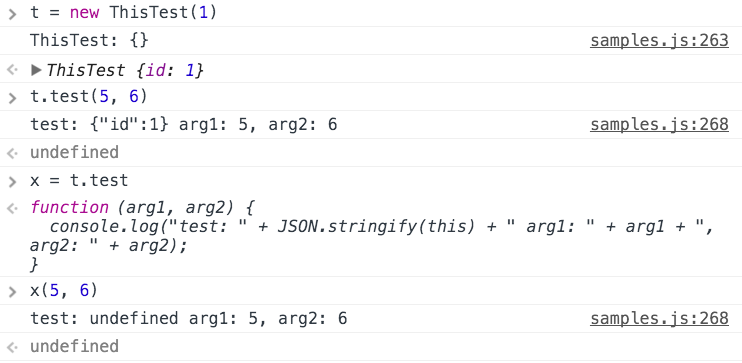 t = new ThisTest(1)
ThisTest: {} samples.js:263
ThisTest {id: 1}
t.test(5, 6)
test: {"id":1} arg1: 5, arg2: 6 samples.js:268
undefined
x = t.test
function (arg1, arg2) {
console.log("test: " + JSON.stringify(this) + " arg1: " + arg1 + ",
arg2: " + arg2);
}
x(5, 6)
test: undefined arg1: 5, arg2: 6 samples.js:268
undefined